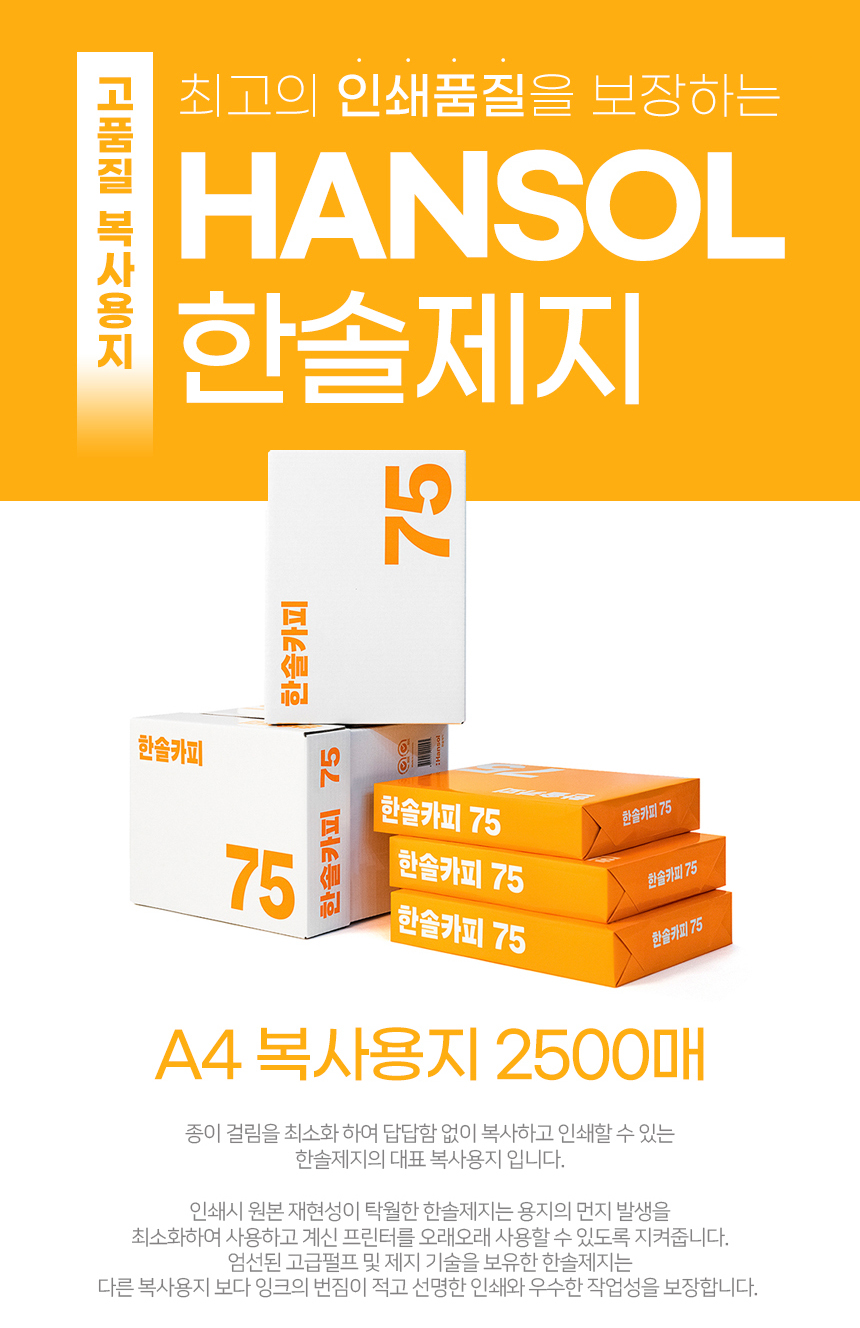 고품질 복사용지
최고의 인쇄품질을 보장하는
HANSOL
한솔제지
75
한솔카피
한솔카피
75
한솔카피 75
Hansol
75
한솔카피
한솔카피 75
한솔카피 75
한솔카피 75
한솔카피 75
한솔카피 75
한솔카피 75
A4 복사용지 2500매
종이 걸림을 최소화 하여 답답함 없이 복사하고 인쇄할 수 있는
한솔제지의 대표 복사용지 입니다.
인쇄시 원본 재현성이 탁월한 한솔제지는 용지의 먼지 발생을
최소화하여 사용하고 계신 프린터를 오래오래 사용할 수 있도록 지켜줍니다.
엄선된 고급펄프 및 제지 기술을 보유한 한솔제지는
다른 복사용지 보다 잉크의 번짐이 적고 선명한 인쇄와 우수한 작업성을 보장합니다.